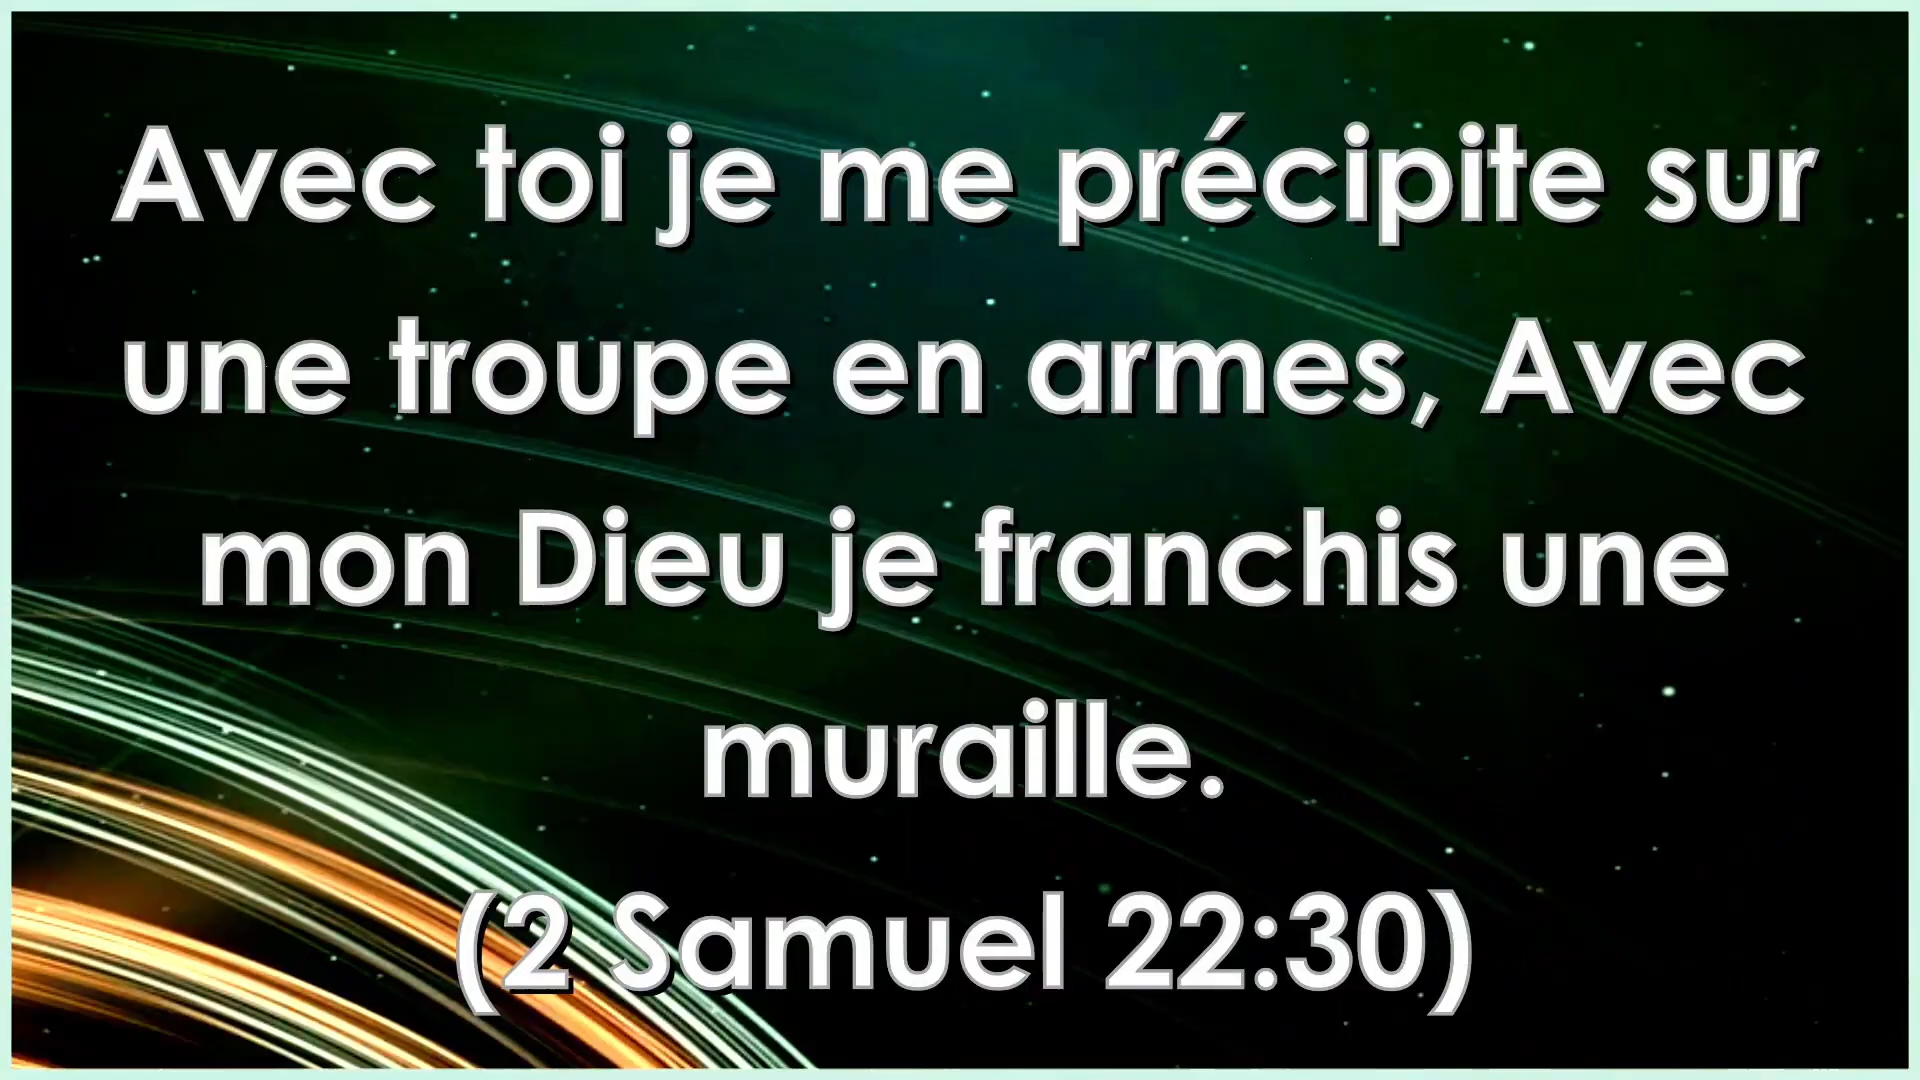 Avec toi je me précipite sur
une troupe en armes, Avec
mon Dieu je franchis une
muraille.
(2 Samuel 22:30)